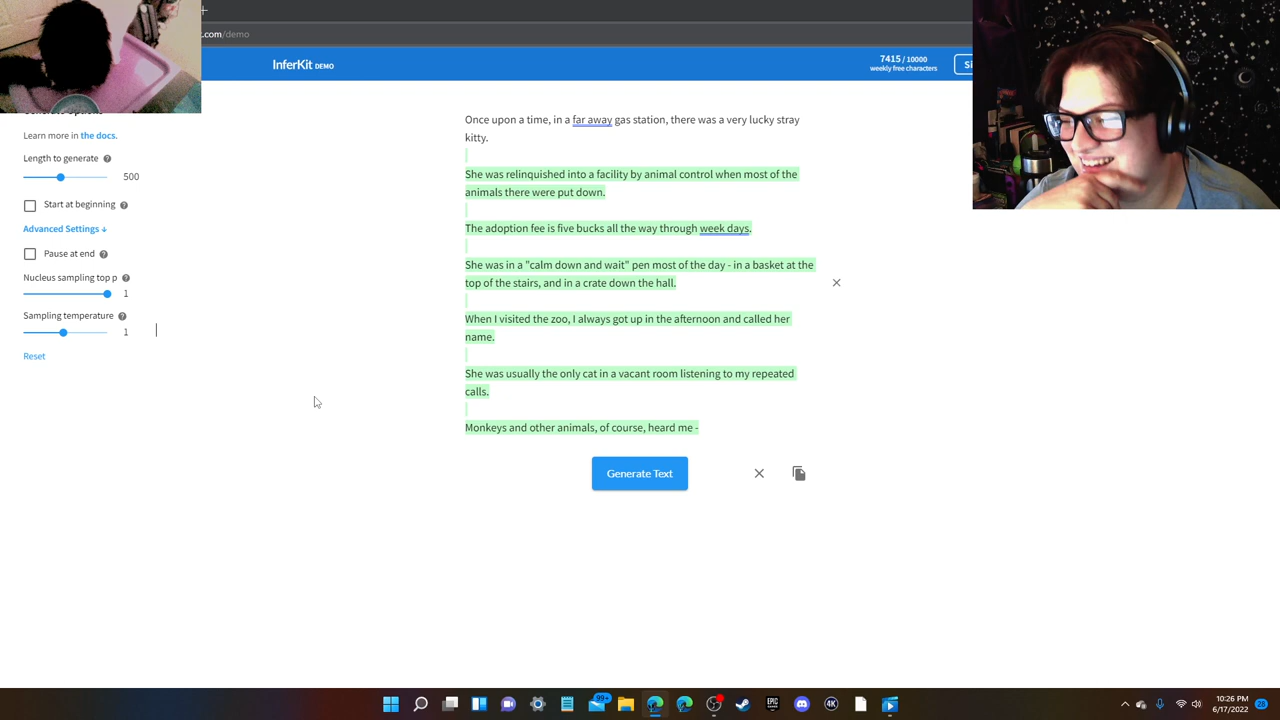 .com/demo
InferKit DEMO
7415 / 10000
weekly free characters
Learn more in the docs.
Length to generate
500
Start at beginning
Advanced Settings ↓
Pause at end
Nucleus sampling top p
1
Sampling temperature
1
Reset
Once upon a time, in a far away gas station, there was a very lucky stray
kitty.
She was relinquished into a facility by animal control when most of the
animals there were put down.
The adoption fee is five bucks all the way through week days.
She was in a "calm down and wait" pen most of the day - in a basket at the
top of the stairs, and in a crate down the hall.
When I visited the zoo, I always got up in the afternoon and called her
name.
She was usually the only cat in a vacant room listening to my repeated
calls.
Monkeys and other animals, of course, heard me -
Generate Text
99+
EPIC
4K
10:26 PM
6/17/2022
28